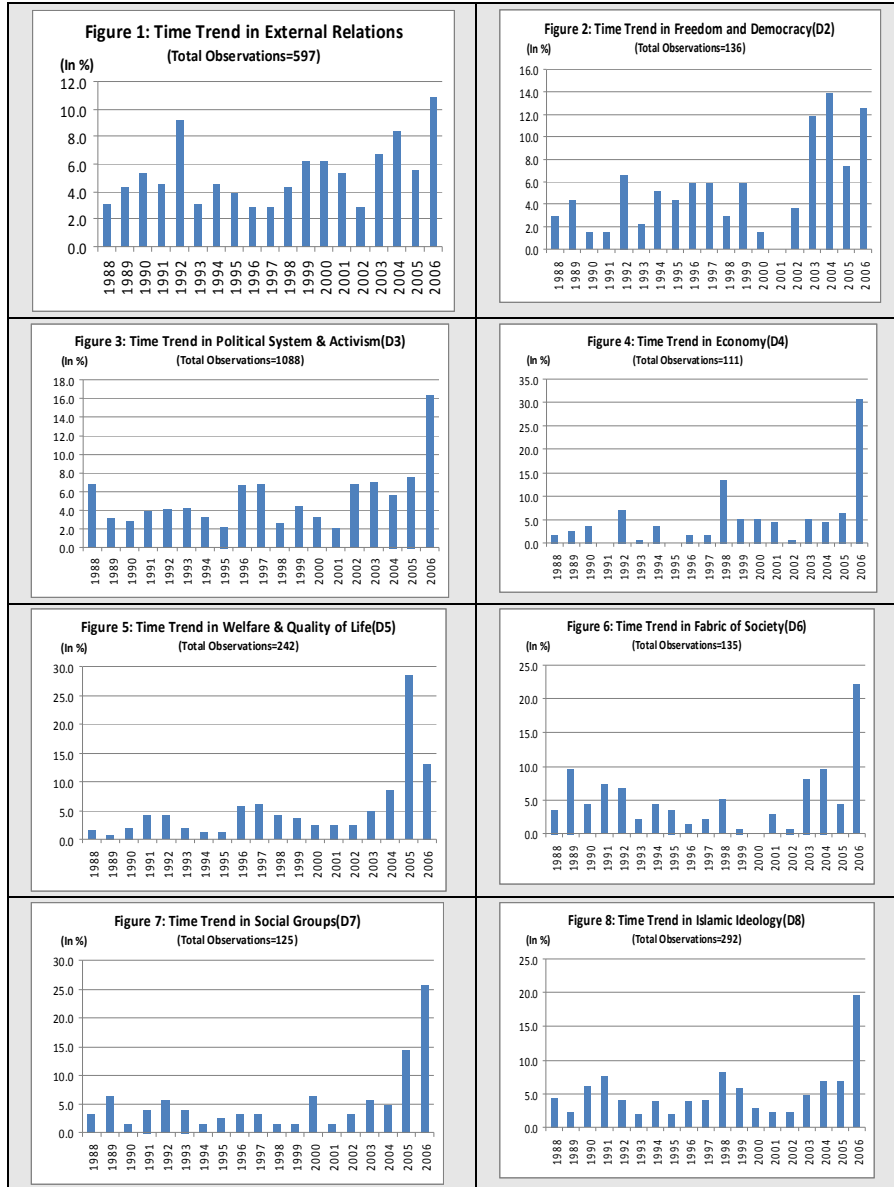 Figure 1: Time Trend in External Relations
(Total Observations=597)
(In %)
12.0
10.0
8.0
6.0
4.0
2.0
0.0
1988 1989 1990 1991 1992 1993 1994 1995 1996 1997 1998 1999 2000 2001 2002 2003 2004 2005 2006
Figure 2: Time Trend in Freedom and Democracy(D2)
(In %) (Total Observations=136)
16.0
14.0
12.0
10.0
8.0
6.0
4.0
2.0
0.0
1988 1989 1990 1991 1992 1993 1994 1995 1996 1997 1998 1999 2000 2001 2002 2003 2004 2005 2006
Figure 3: Time Trend in Political System & Activism(D3)
(In %) (Total Observations=1088)
18.0
16.0
14.0
12.0
10.0
8.0
6.0
4.0
2.0
0.0
1988 1989 1990 1991 1992 1993 1994 1995 1996 1997 1998 1999 2000 2001 2002 2003 2004 2005 2006
Figure 4: Time Trend in Economy(D4)
(In %) (Total Observations=111)
35.0
30.0
25.0
20.0
15.0
10.0
5.0
0.0
1988 1989 1990 1991 1992 1993 1994 1995 1996 1997 1998 1999 2000 2001 2002 2003 2004 2005 2006
Figure 5: Time Trend in Welfare & Quality of Life(D5)
(In %) (Total Observations=242)
30.0
25.0
20.0
15.0
10.0
5.0
0.0
1988 1989 1990 1991 1992 1993 1994 1995 1996 1997 1998 1999 2000 2001 2002 2003 2004 2005 2006
Figure 6: Time Trend in Fabric of Society(D6)
(In %) (Total Observations=135)
25.0
20.0
15.0
10.0
5.0
0.0
1988 1989 1990 1991 1992 1993 1994 1995 1996 1997 1998 1999 2000 2001 2002 2003 2004 2005 2006
Figure 7: Time Trend in Social Groups(D7)
(In %) (Total Observations=125)
30.0
25.0
20.0
15.0
10.0
5.0
0.0
1988 1989 1990 1991 1992 1993 1994 1995 1996 1997 1998 1999 2000 2001 2002 2003 2004 2005 2006
Figure 8: Time Trend in Islamic Ideology(D8)
(In %) (Total Observations=292)
25.0
20.0
15.0
10.0
5.0
0.0
1988 1989 1990 1991 1992 1993 1994 1995 1996 1997 1998 1999 2000 2001 2002 2003 2004 2005 2006